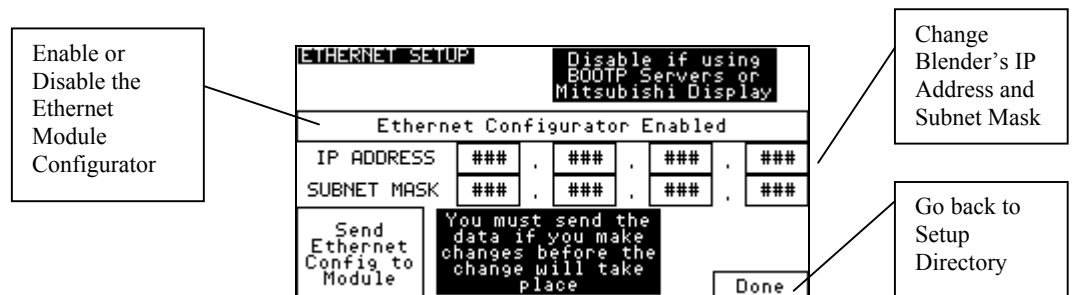 Enable or
Disable the
Ethernet
Module
Configurator
ETHERNET SETUP
Disable if using
BOOTP Servers or
Mitsubishi Display
Ethernet Configurator Enabled
IP ADDRESS ### . ### . ### . ###
SUBNET MASK ### . ### . ### . ###
Send
Ethernet
Config to
Module
You must send the
data if you make
changes before the
change will take
place
Done
Change
Blender's IP
Address and
Subnet Mask
Go back to
Setup
Directory